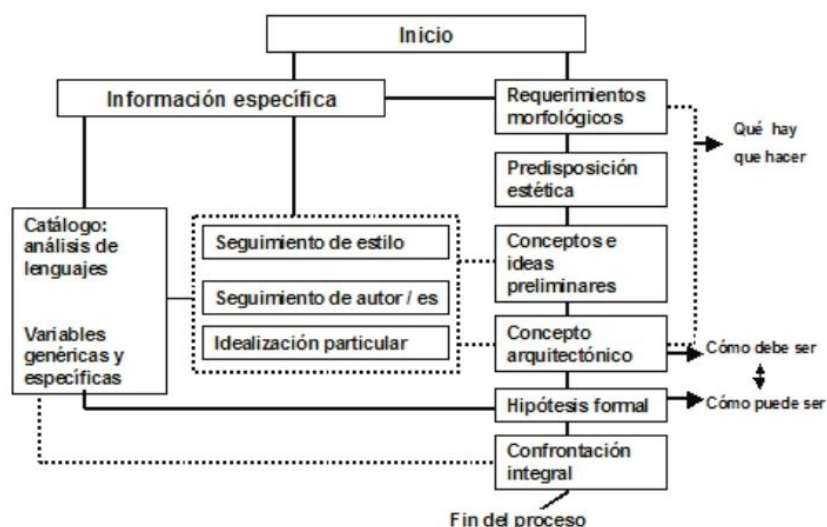 Inicio
Información específica
Requerimientos
morfológicos
Qué hay
que hacer
Predisposición
estética
Catálogo:
análisis de
lenguajes
Variables
genéricas y
específicas
Seguimiento de estilo
Seguimiento de autor / es
Idealización particular
Conceptos e
ideas
preliminares
Concepto
arquitectónico
Cómo debe ser
Cómo puede ser
Hipótesis formal
Confrontación
integral
Fin del proceso